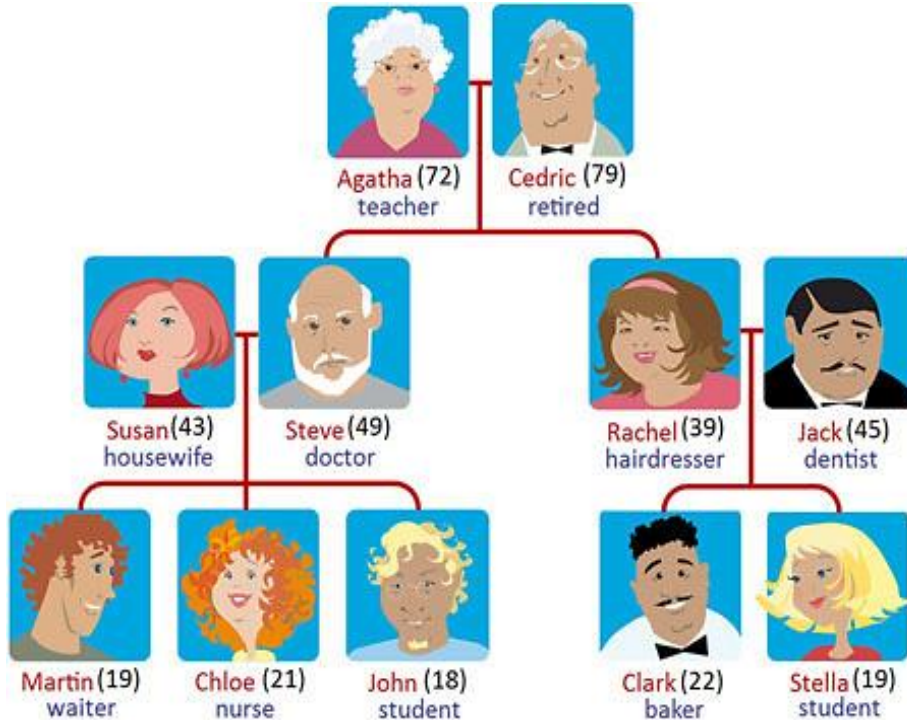 Agatha (72) Cedric (79)
teacher retired
Susan (43) Steve (49) Rachel (39) Jack (45)
housewife doctor hairdresser dentist
Martin (19) Chloe (21) John (18) Clark (22) Stella (19)
waiter nurse student baker student